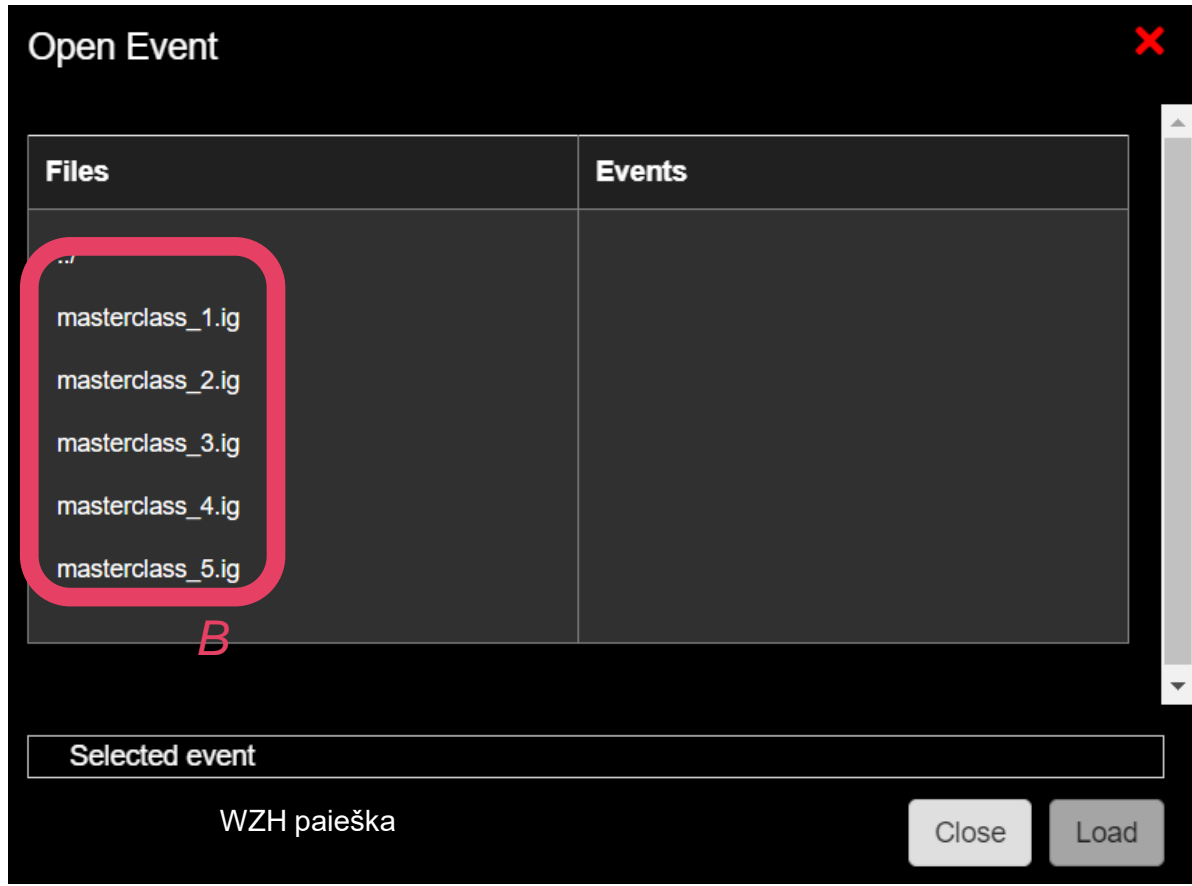 Open Event
Files Events
../
masterclass_1.ig
masterclass_2.ig
masterclass_3.ig
masterclass_4.ig
masterclass_5.ig
B
Selected event
WZH paieška
Close Load